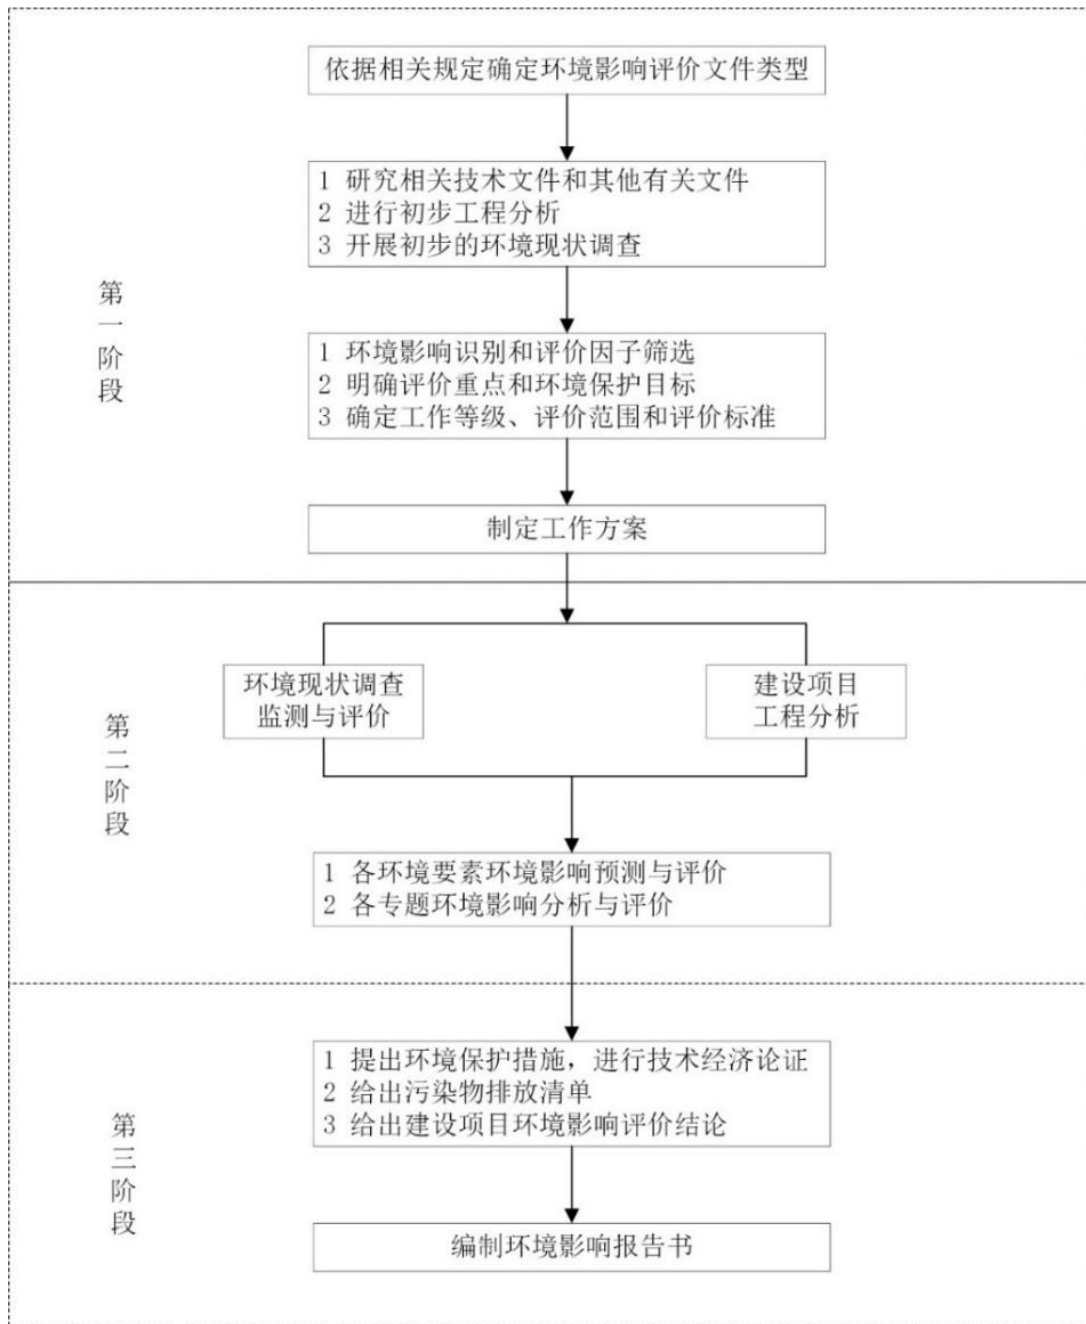 依据相关规定确定环境影响评价文件类型
1 研究相关技术文件和其他有关文件
2 进行初步工程分析
3 开展初步的环境现状调查
第一阶段
1 环境影响识别和评价因子筛选
2 明确评价重点和环境保护目标
3 确定工作等级、评价范围和评价标准
制定工作方案
环境现状调查
监测与评价
建设项目
工程分析
第二阶段
1 各环境要素环境影响预测与评价
2 各专题环境影响分析与评价
1 提出环境保护措施，进行技术经济论证
2 给出污染物排放清单
3 给出建设项目环境影响评价结论
第三阶段
编制环境影响报告书